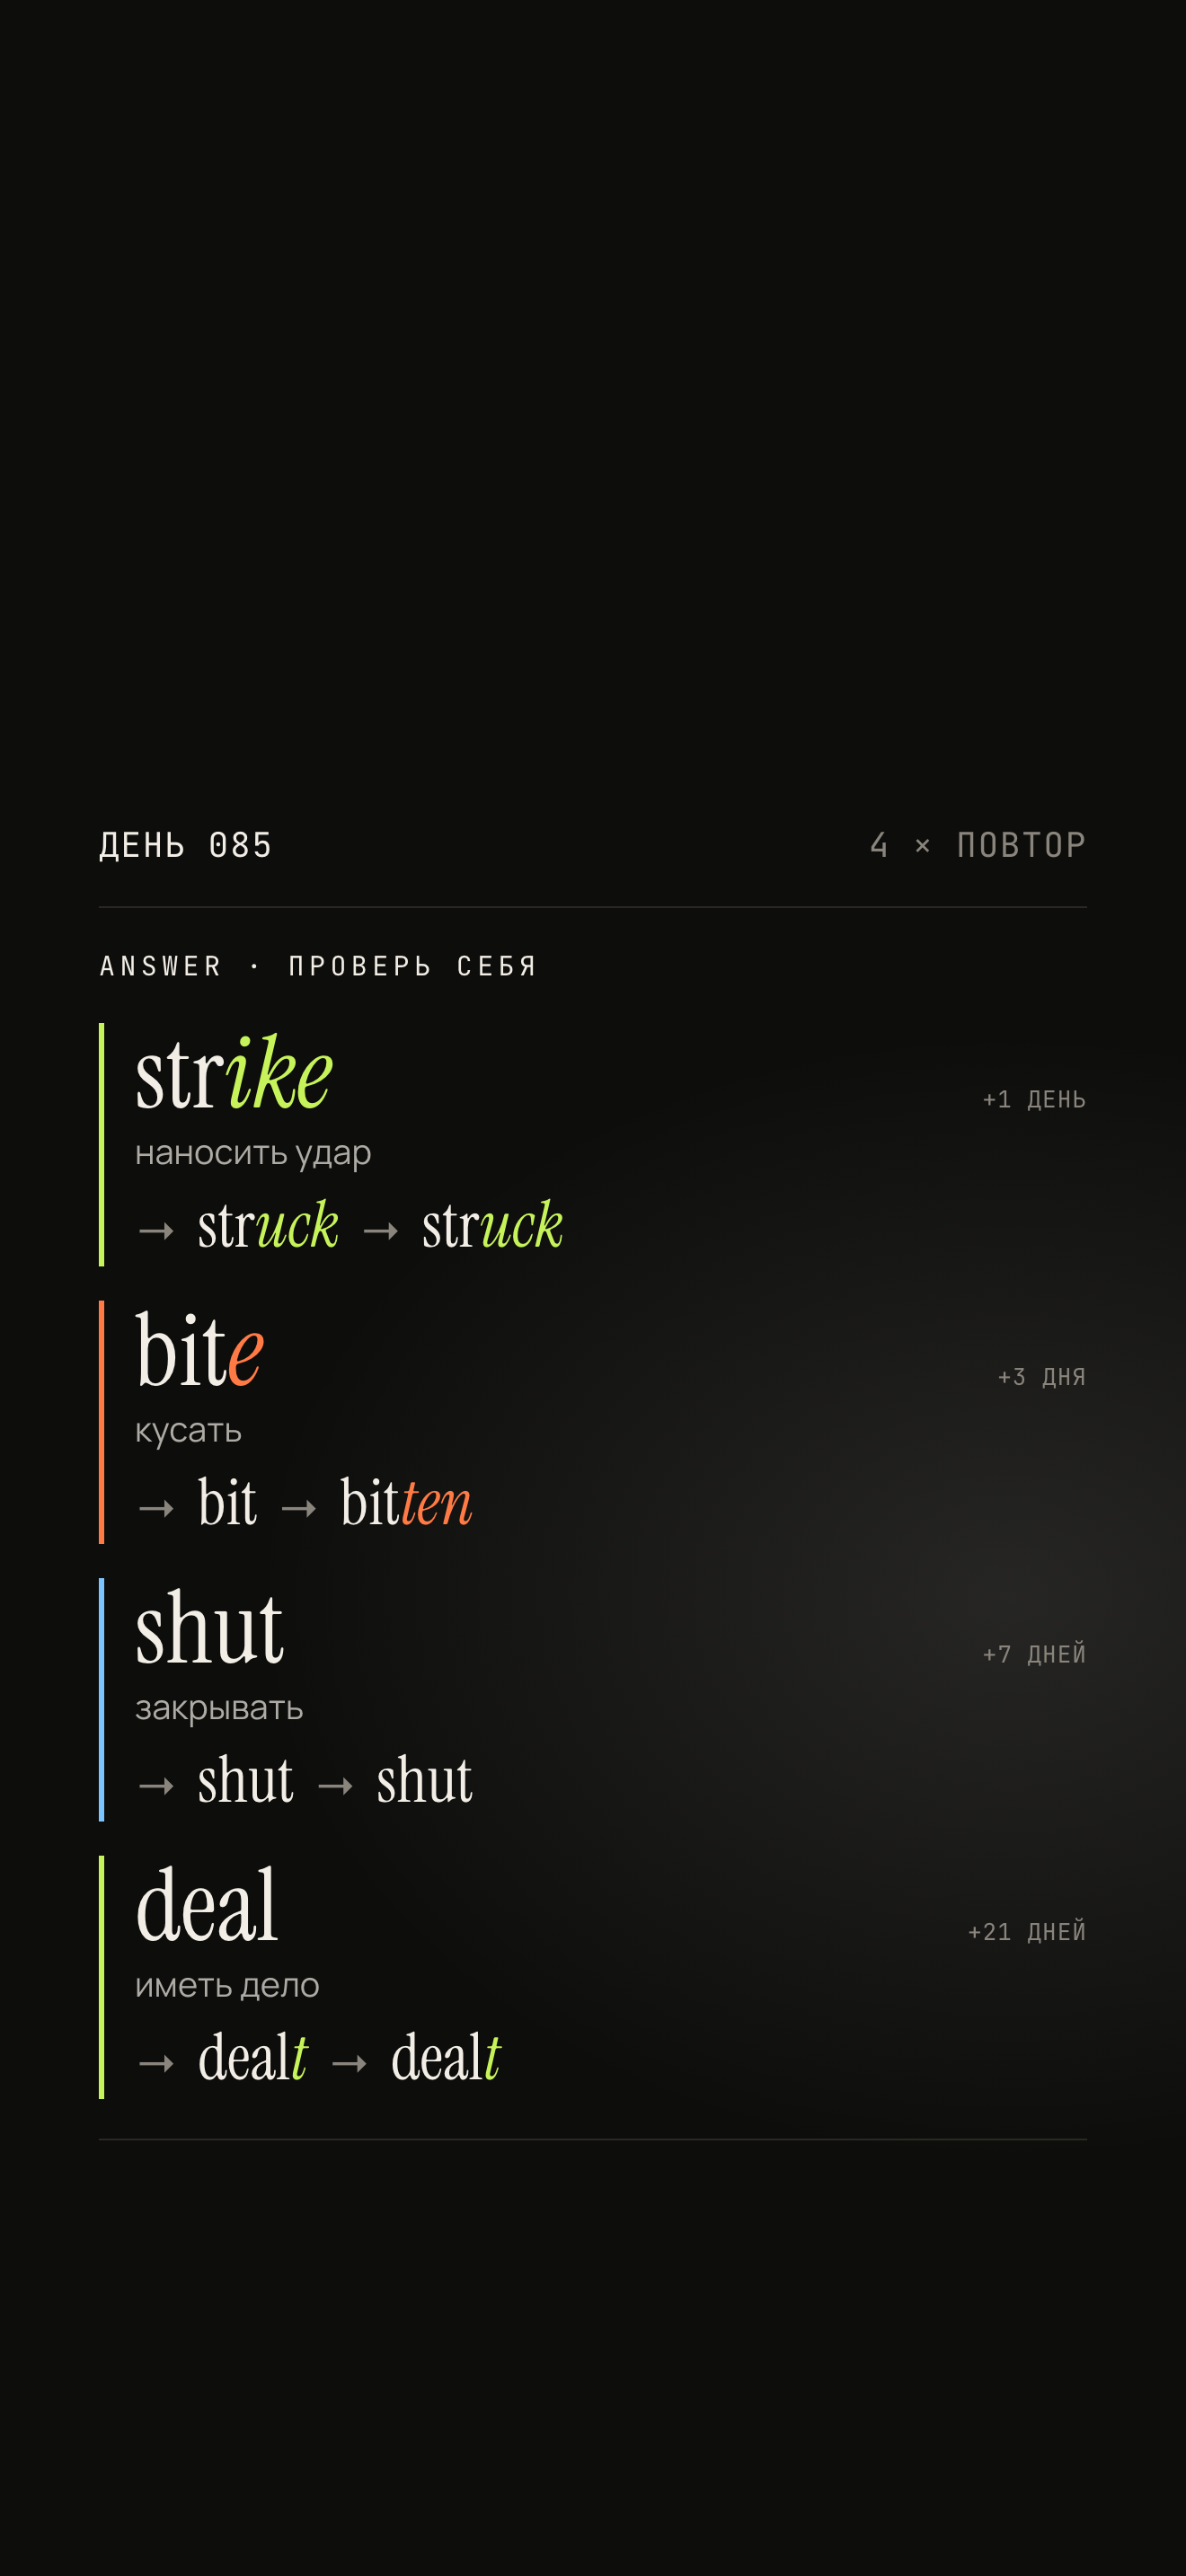 ДЕНЬ 085
4 × ПОВТОР
ANSWER · ПРОВЕРЬ СЕБЯ
strike
+1 ДЕНЬ
наносить удар
→ struck → struck
bite
+3 ДНЯ
кусать
→ bit → bitten
shut
+7 ДНЕЙ
закрывать
→ shut → shut
deal
+21 ДНЕЙ
иметь дело
→ dealt → dealt